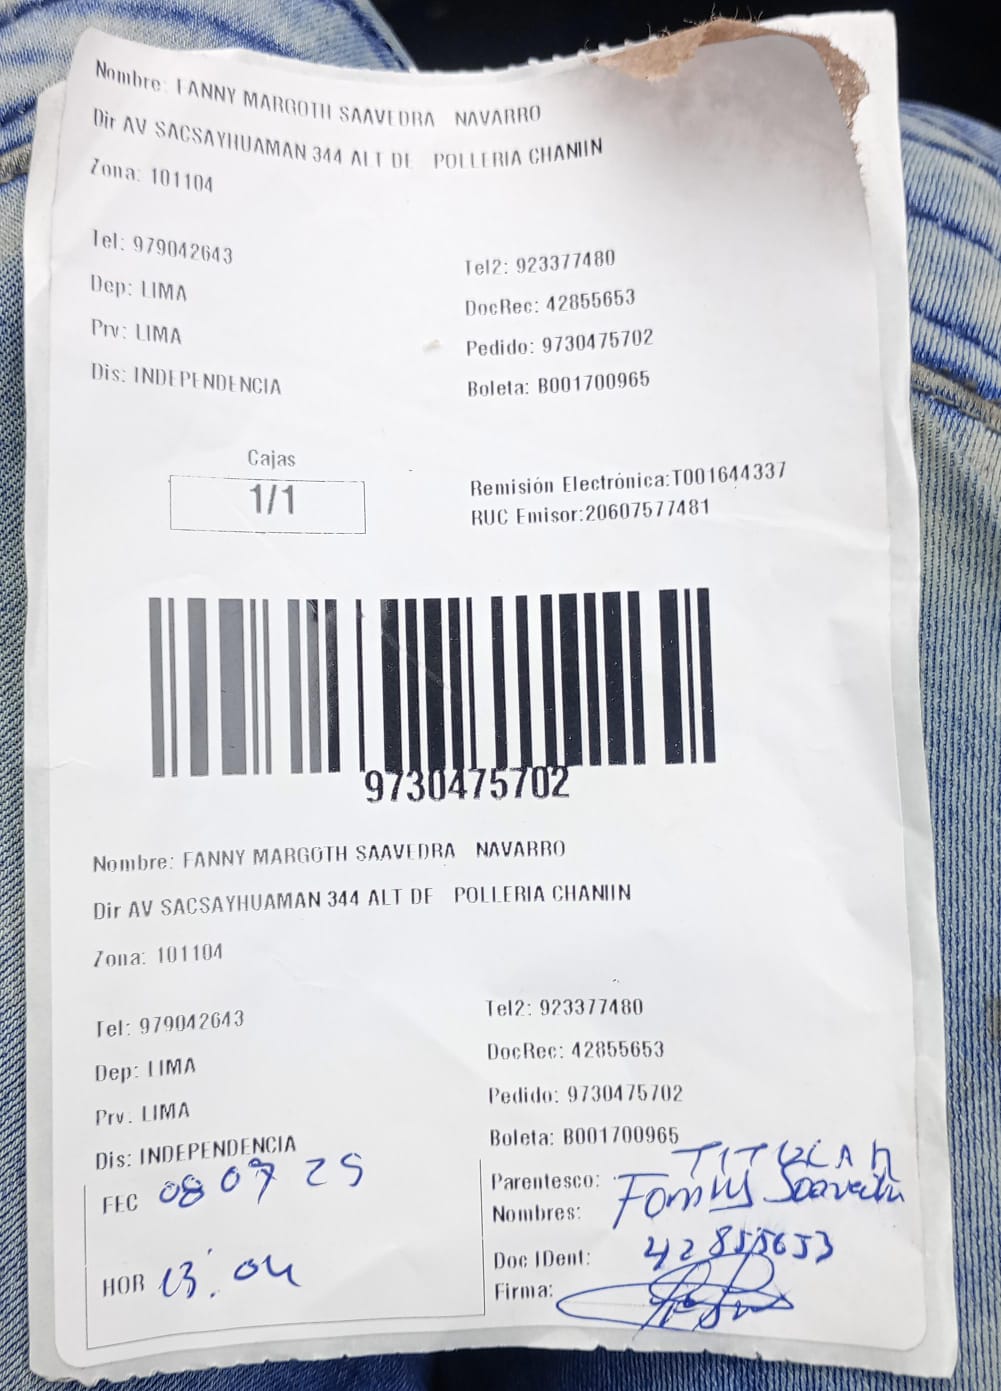 Nombre: FANNY MARGOTH SAAVEDRA NAVARRO
Dir AV SACSAYHUAMAN 344 ALT DE POLLERIA CHANIIN
Zona: 101104
Tel: 979042643
Tel2: 923377480
Dep: LIMA
DocRec: 42855653
Prv: LIMA
Pedido: 9730475702
Dis: INDEPENDENCIA
Boleta: B001700965
Cajas
1/1
Remisión Electrónica:T001644337
RUC Emisor:20607577481
9730475702
Nombre: FANNY MARGOTH SAAVEDRA NAVARRO
Dir AV SACSAYHUAMAN 344 ALT DE POLLERIA CHANIIN
Zona: 101104
Tel: 979042643
Tel2: 923377480
Dep: LIMA
DocRec: 42855653
Prv: LIMA
Pedido: 9730475702
Dis: INDEPENDENCIA
Boleta: B001700965
FEC 08 07 25
Parentesco: TITULAR
Nombres: Fanny Saavedra
HOR 13:04
Doc IDent: 42855653
Firma: